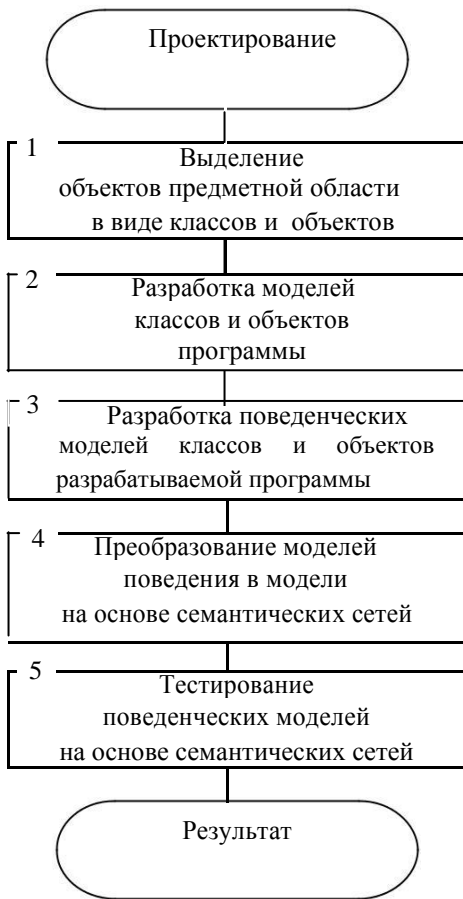 Проектирование
1
Выделение
объектов предметной области
в виде классов и объектов
2
Разработка моделей
классов и объектов
программы
3
Разработка поведенческих
моделей классов и объектов
разрабатываемой программы
4
Преобразование моделей
поведения в модели
на основе семантических сетей
5
Тестирование
поведенческих моделей
на основе семантических сетей
Результат